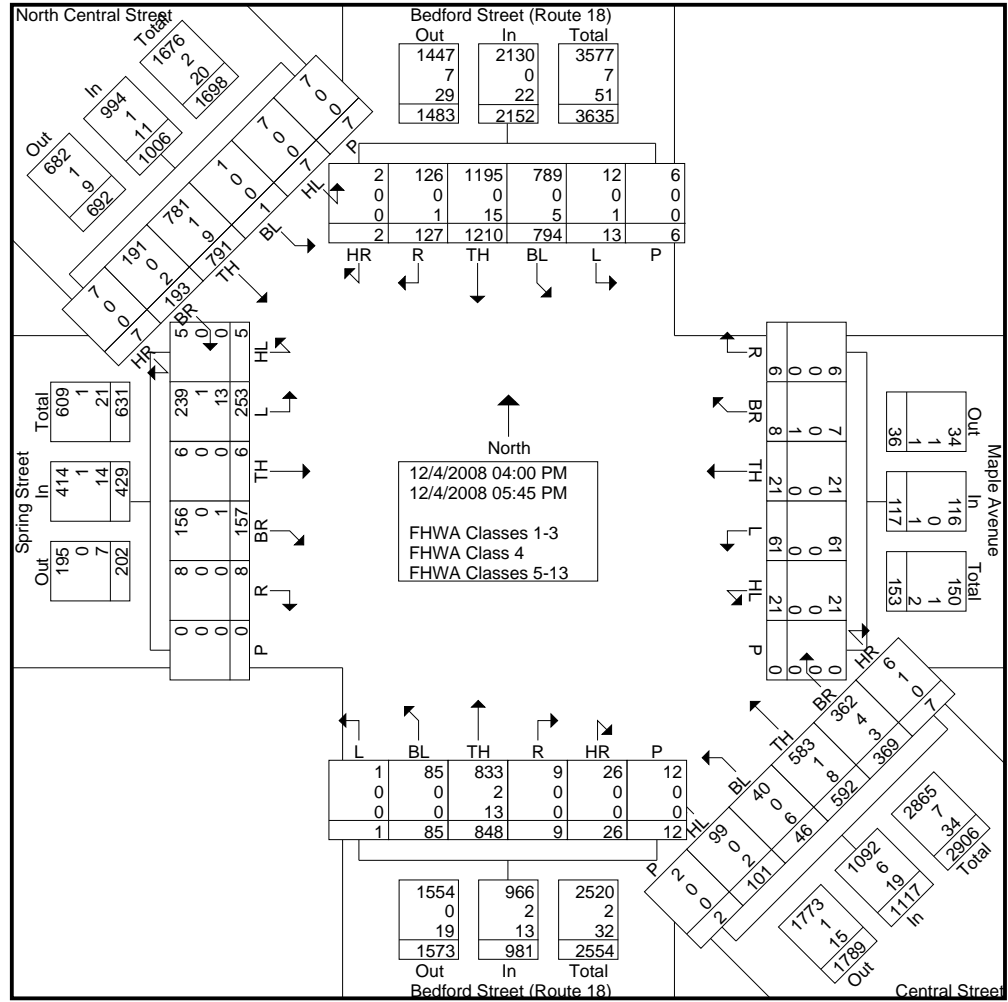 North Central Street
Total
1676
2
20
1698
In
994
1
11
1006
Out
682
1
9
692
7 0 0 7
7 0 0 7
1 0 0 1
781 1 9 791
191 0 2 193
7 0 0 7
P
HL
BL
TH
BR
HR
Bedford Street (Route 18)
Out In Total
1447 2130 3577
7 0 7
29 22 51
1483 2152 3635
2 126 1195 789 12 6
0 0 0 0 0 0
0 1 15 5 1 0
2 127 1210 794 13 6
HR R TH BL L P
Spring Street
Total
609 1 21 631
In
414 1 14 429
Out
195 0 7 202
5 0 0 5 HL
239 1 13 253 L
6 0 0 6 TH
156 0 1 157 BR
8 0 0 8 R
0 0 0 0 P
North
12/4/2008 04:00 PM
12/4/2008 05:45 PM
FHWA Classes 1-3
FHWA Class 4
FHWA Classes 5-13
R 6 0 0 6
BR 7 0 1 8
TH 21 0 0 21
L 61 0 0 61
HL 21 0 0 21
P 0 0 0 0
Maple Avenue
Out
34 1 1 36
In
116 0 1 117
Total
150 1 2 153
L BL TH R HR P
1 85 833 9 26 12
0 0 2 0 0 0
0 0 13 0 0 0
1 85 848 9 26 12
1554 966 2520
0 2 2
19 13 32
1573 981 2554
Out In Total
Bedford Street (Route 18)
HR
BR
TH
BL
HL
P
6 1 0 7
362 4 3 369
583 1 8 592
40 0 6 46
99 0 2 101
2 0 0 2
2865
7
34
2906
Total
1092
6
19
1117
In
1773
1
15
1789
Out
Central Street